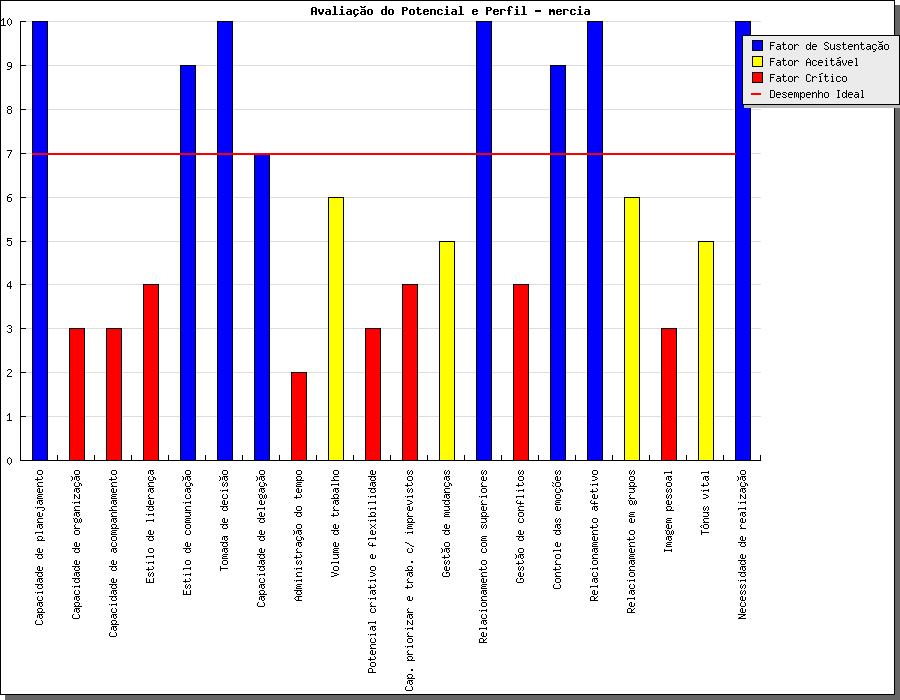 Avaliação do Potencial e Perfil - mercia
Fator de Sustentação
Fator Aceitável
Fator Crítico
Desempenho Ideal
10
9
8
7
6
5
4
3
2
1
0
Capacidade de planejamento
Capacidade de organização
Capacidade de acompanhamento
Estilo de liderança
Estilo de comunicação
Tomada de decisão
Capacidade de delegação
Administração do tempo
Volume de trabalho
Potencial criativo e flexibilidade
Cap. priorizar e trab. c/ imprevistos
Gestão de mudanças
Relacionamento com superiores
Gestão de conflitos
Controle das emoções
Relacionamento afetivo
Relacionamento em grupos
Imagem pessoal
Tônus vital
Necessidade de realização